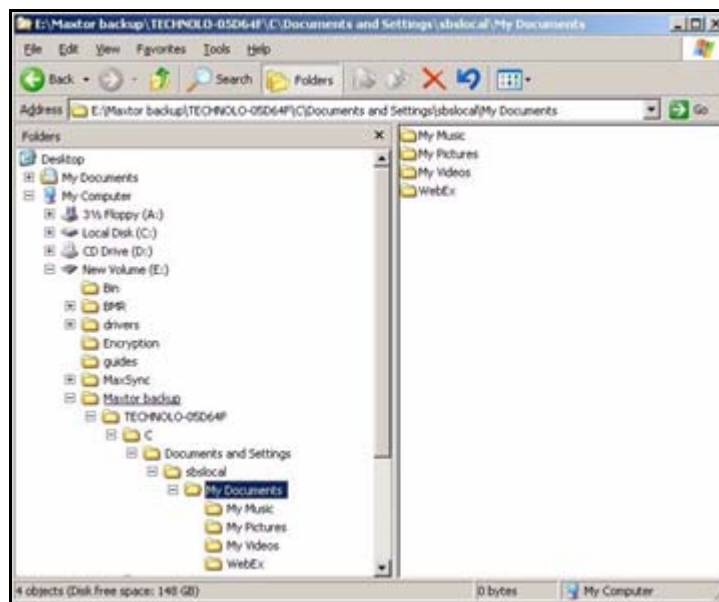 E:\Maxtor backup\TECHNOLO-05D64F\C\Documents and Settings\sbslocal\My Documents
File Edit View Favorites Tools Help
Back Search Folders
Address E:\Maxtor backup\TECHNOLO-05D64F\C\Documents and Settings\sbslocal\My Documents Go
Folders
Desktop
My Documents
My Computer
3½ Floppy (A:)
Local Disk (C:)
CD Drive (D:)
New Volume (E:)
Bin
BMR
drivers
Encryption
guides
MaxSync
Maxtor backup
TECHNOLO-05D64F
C
Documents and Settings
sbslocal
My Documents
My Music
My Pictures
My Videos
WebEx
My Music
My Pictures
My Videos
WebEx
4 objects (Disk free space: 148 GB) 0 bytes My Computer